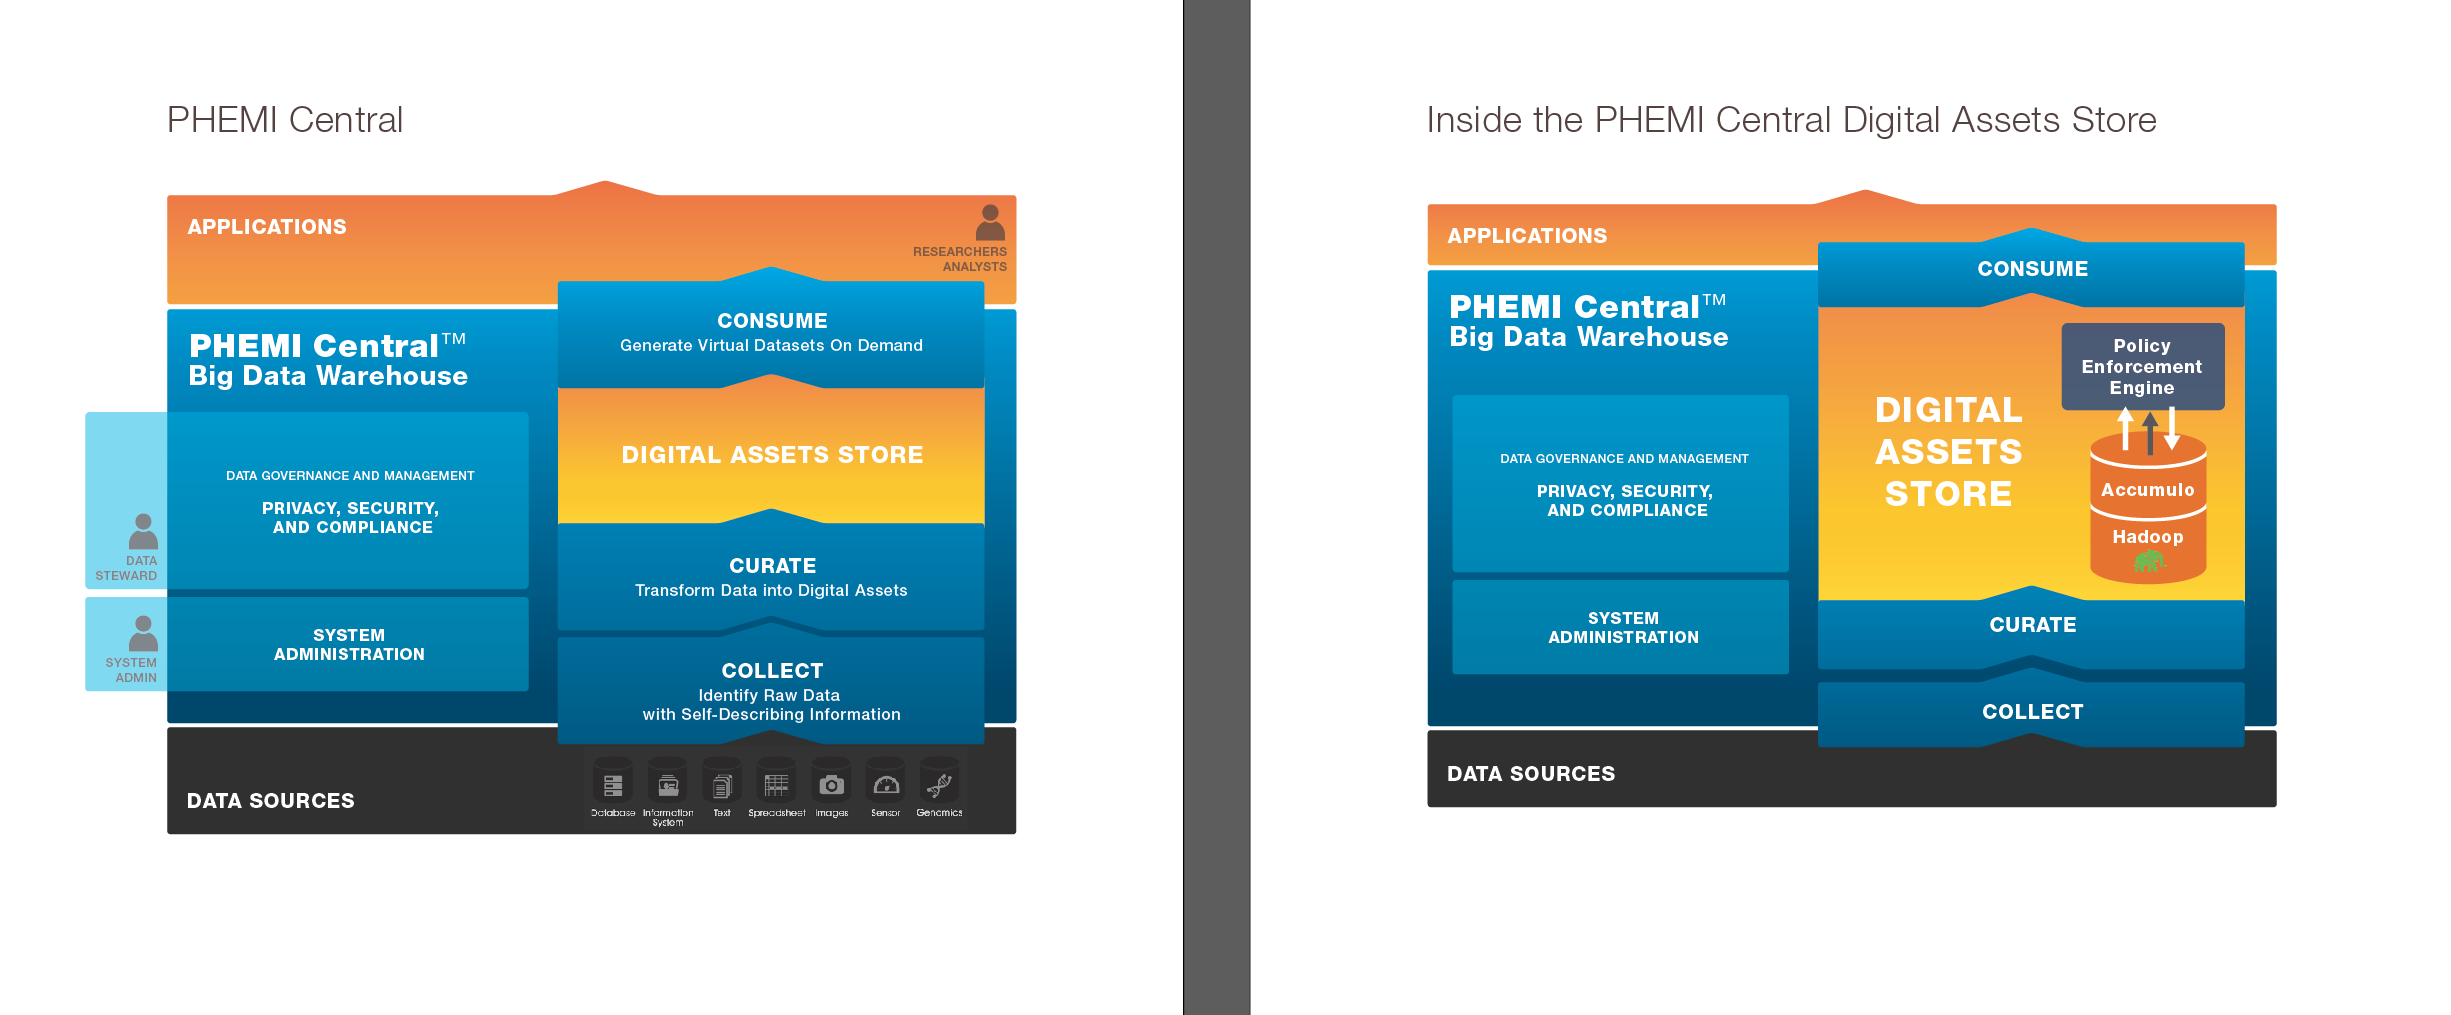 PHEMI Central
APPLICATIONS
RESEARCHERS
ANALYSTS
CONSUME
Generate Virtual Datasets On Demand
PHEMI Central™
Big Data Warehouse
DIGITAL ASSETS STORE
DATA GOVERNANCE AND MANAGEMENT
PRIVACY, SECURITY,
AND COMPLIANCE
DATA
STEWARD
CURATE
Transform Data into Digital Assets
SYSTEM
ADMINISTRATION
SYSTEM
ADMIN
COLLECT
Identify Raw Data
with Self-Describing Information
DATA SOURCES
Database
Information
System
Text
Spreadsheet
Images
Sensor
Genomics
Inside the PHEMI Central Digital Assets Store
APPLICATIONS
CONSUME
PHEMI Central™
Big Data Warehouse
Policy
Enforcement
Engine
DIGITAL
ASSETS
STORE
Accumulo
Hadoop
DATA GOVERNANCE AND MANAGEMENT
PRIVACY, SECURITY,
AND COMPLIANCE
SYSTEM
ADMINISTRATION
CURATE
COLLECT
DATA SOURCES